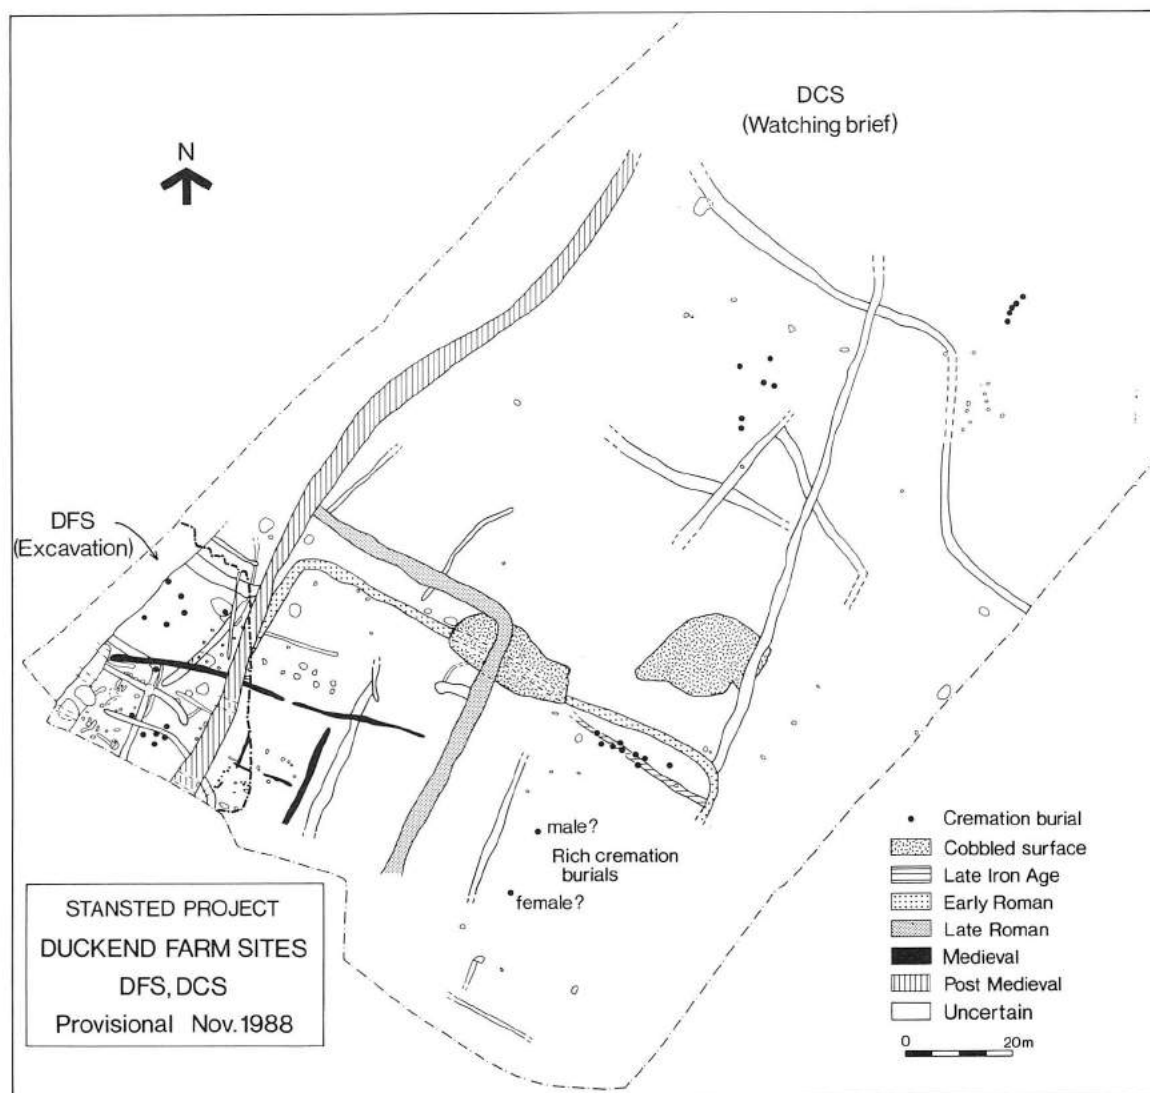 DCS
(Watching brief)
N
DFS
(Excavation)
male?
Rich cremation
burials
female?
STANSTED PROJECT
DUCKEND FARM SITES
DFS, DCS
Provisional Nov. 1988
Cremation burial
Cobbled surface
Late Iron Age
Early Roman
Late Roman
Medieval
Post Medieval
Uncertain
0 20m